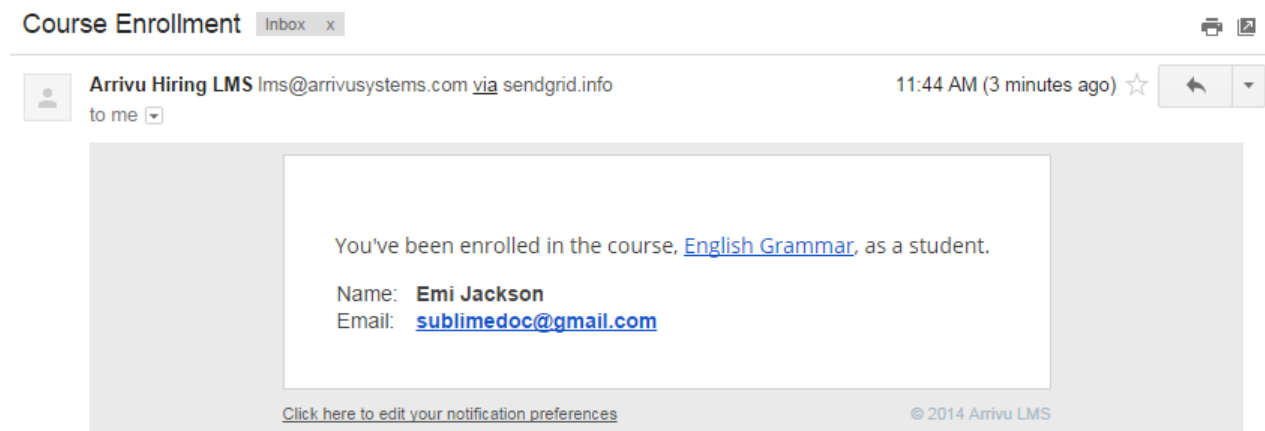 Course Enrollment Inbox x
Arrivu Hiring LMS lms@arrivusystems.com via sendgrid.info 11:44 AM (3 minutes ago)
to me
You've been enrolled in the course, English Grammar, as a student.
Name: Emi Jackson
Email: sublimedoc@gmail.com
Click here to edit your notification preferences © 2014 Arrivu LMS